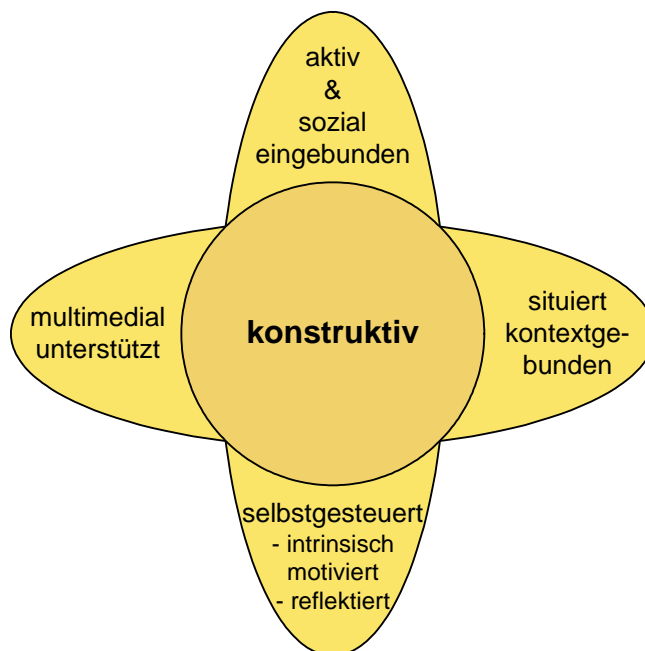 aktiv
&
sozial
eingebunden
multimedial
unterstützt
konstruktiv
situiert
kontextge-
bunden
selbstgesteuert
- intrinsisch
motiviert
- reflektiert